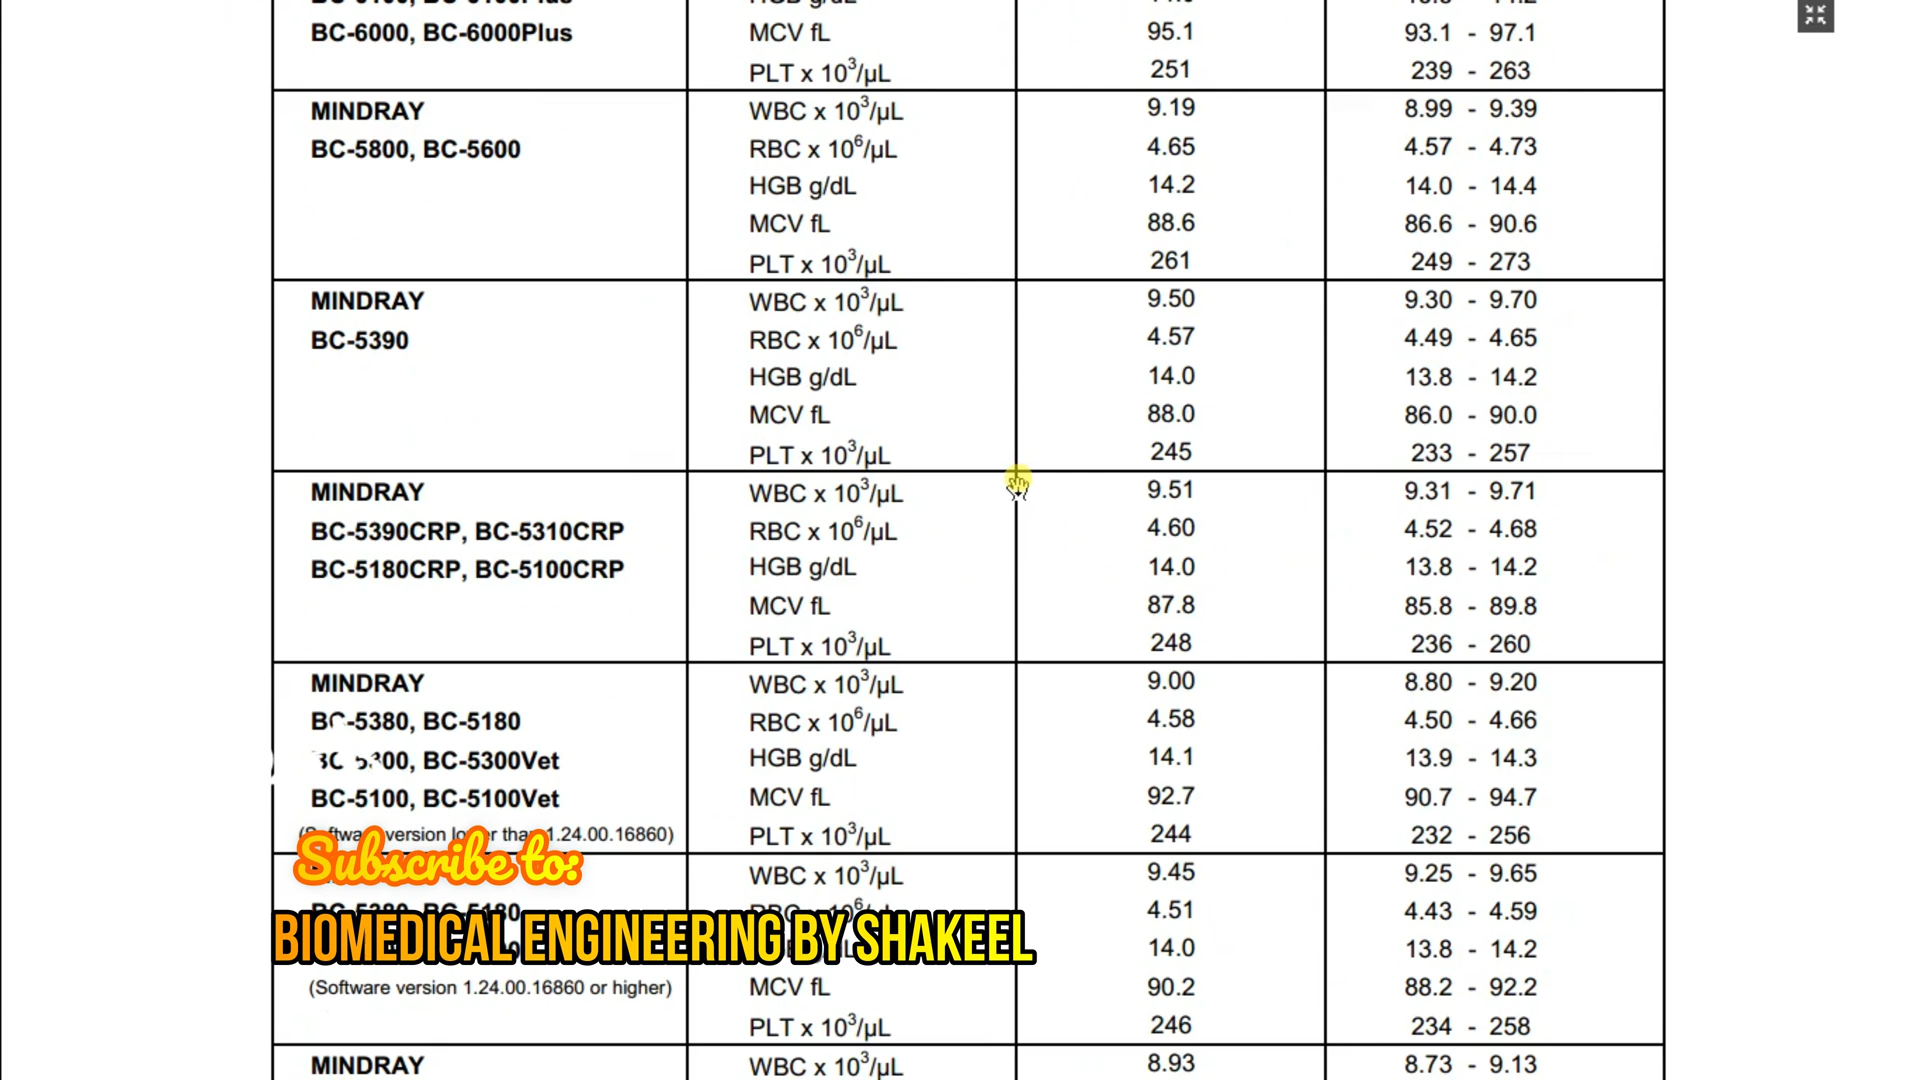 BC-6000, BC-6000Plus MCV fL 95.1 93.1 - 97.1
PLT x 10³/µL 251 239 - 263
MINDRAY WBC x 10³/µL 9.19 8.99 - 9.39
BC-5800, BC-5600 RBC x 10⁶/µL 4.65 4.57 - 4.73
HGB g/dL 14.2 14.0 - 14.4
MCV fL 88.6 86.6 - 90.6
PLT x 10³/µL 261 249 - 273
MINDRAY WBC x 10³/µL 9.50 9.30 - 9.70
BC-5390 RBC x 10⁶/µL 4.57 4.49 - 4.65
HGB g/dL 14.0 13.8 - 14.2
MCV fL 88.0 86.0 - 90.0
PLT x 10³/µL 245 233 - 257
MINDRAY WBC x 10³/µL 9.51 9.31 - 9.71
BC-5390CRP, BC-5310CRP RBC x 10⁶/µL 4.60 4.52 - 4.68
BC-5180CRP, BC-5100CRP HGB g/dL 14.0 13.8 - 14.2
MCV fL 87.8 85.8 - 89.8
PLT x 10³/µL 248 236 - 260
MINDRAY WBC x 10³/µL 9.00 8.80 - 9.20
BC-5380, BC-5180 RBC x 10⁶/µL 4.58 4.50 - 4.66
BC-5300, BC-5300Vet HGB g/dL 14.1 13.9 - 14.3
BC-5100, BC-5100Vet MCV fL 92.7 90.7 - 94.7
(Software version lower than 1.24.00.16860) PLT x 10³/µL 244 232 - 256
Subscribe to:
WBC x 10³/µL 9.45 9.25 - 9.65
BC-5380, BC-5180 RBC x 10⁶/µL 4.51 4.43 - 4.59
BIOMEDICAL ENGINEERING BY SHAKEEL
14.0 13.8 - 14.2
(Software version 1.24.00.16860 or higher) MCV fL 90.2 88.2 - 92.2
PLT x 10³/µL 246 234 - 258
MINDRAY WBC x 10³/µL 8.93 8.73 - 9.13